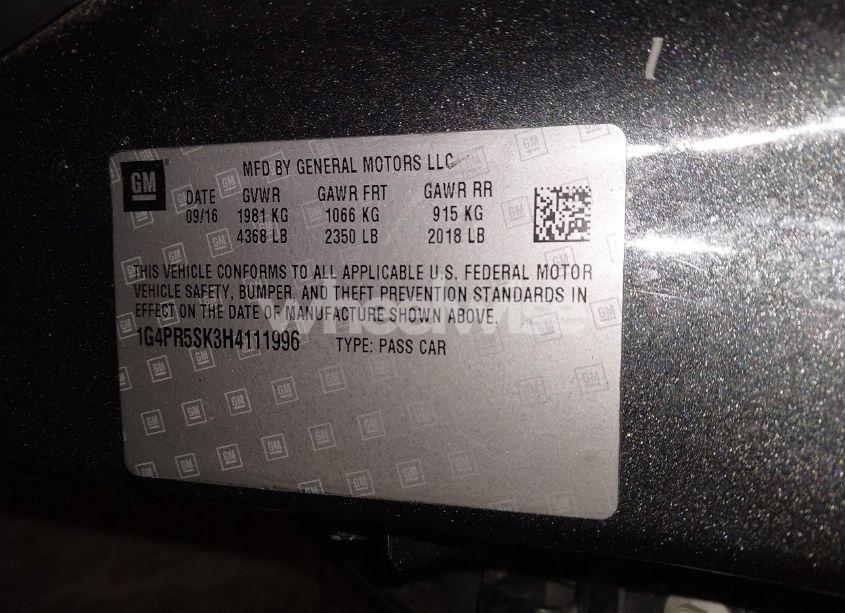 GM
MFD BY GENERAL MOTORS LLC
DATE GVWR GAWR FRT GAWR RR
09/16 1981 KG 1066 KG 915 KG
4368 LB 2350 LB 2018 LB
THIS VEHICLE CONFORMS TO ALL APPLICABLE U.S. FEDERAL MOTOR
VEHICLE SAFETY, BUMPER, AND THEFT PREVENTION STANDARDS IN
EFFECT ON THE DATE OF MANUFACTURE SHOWN ABOVE.
1G4PR5SK3H4111996 TYPE: PASS CAR